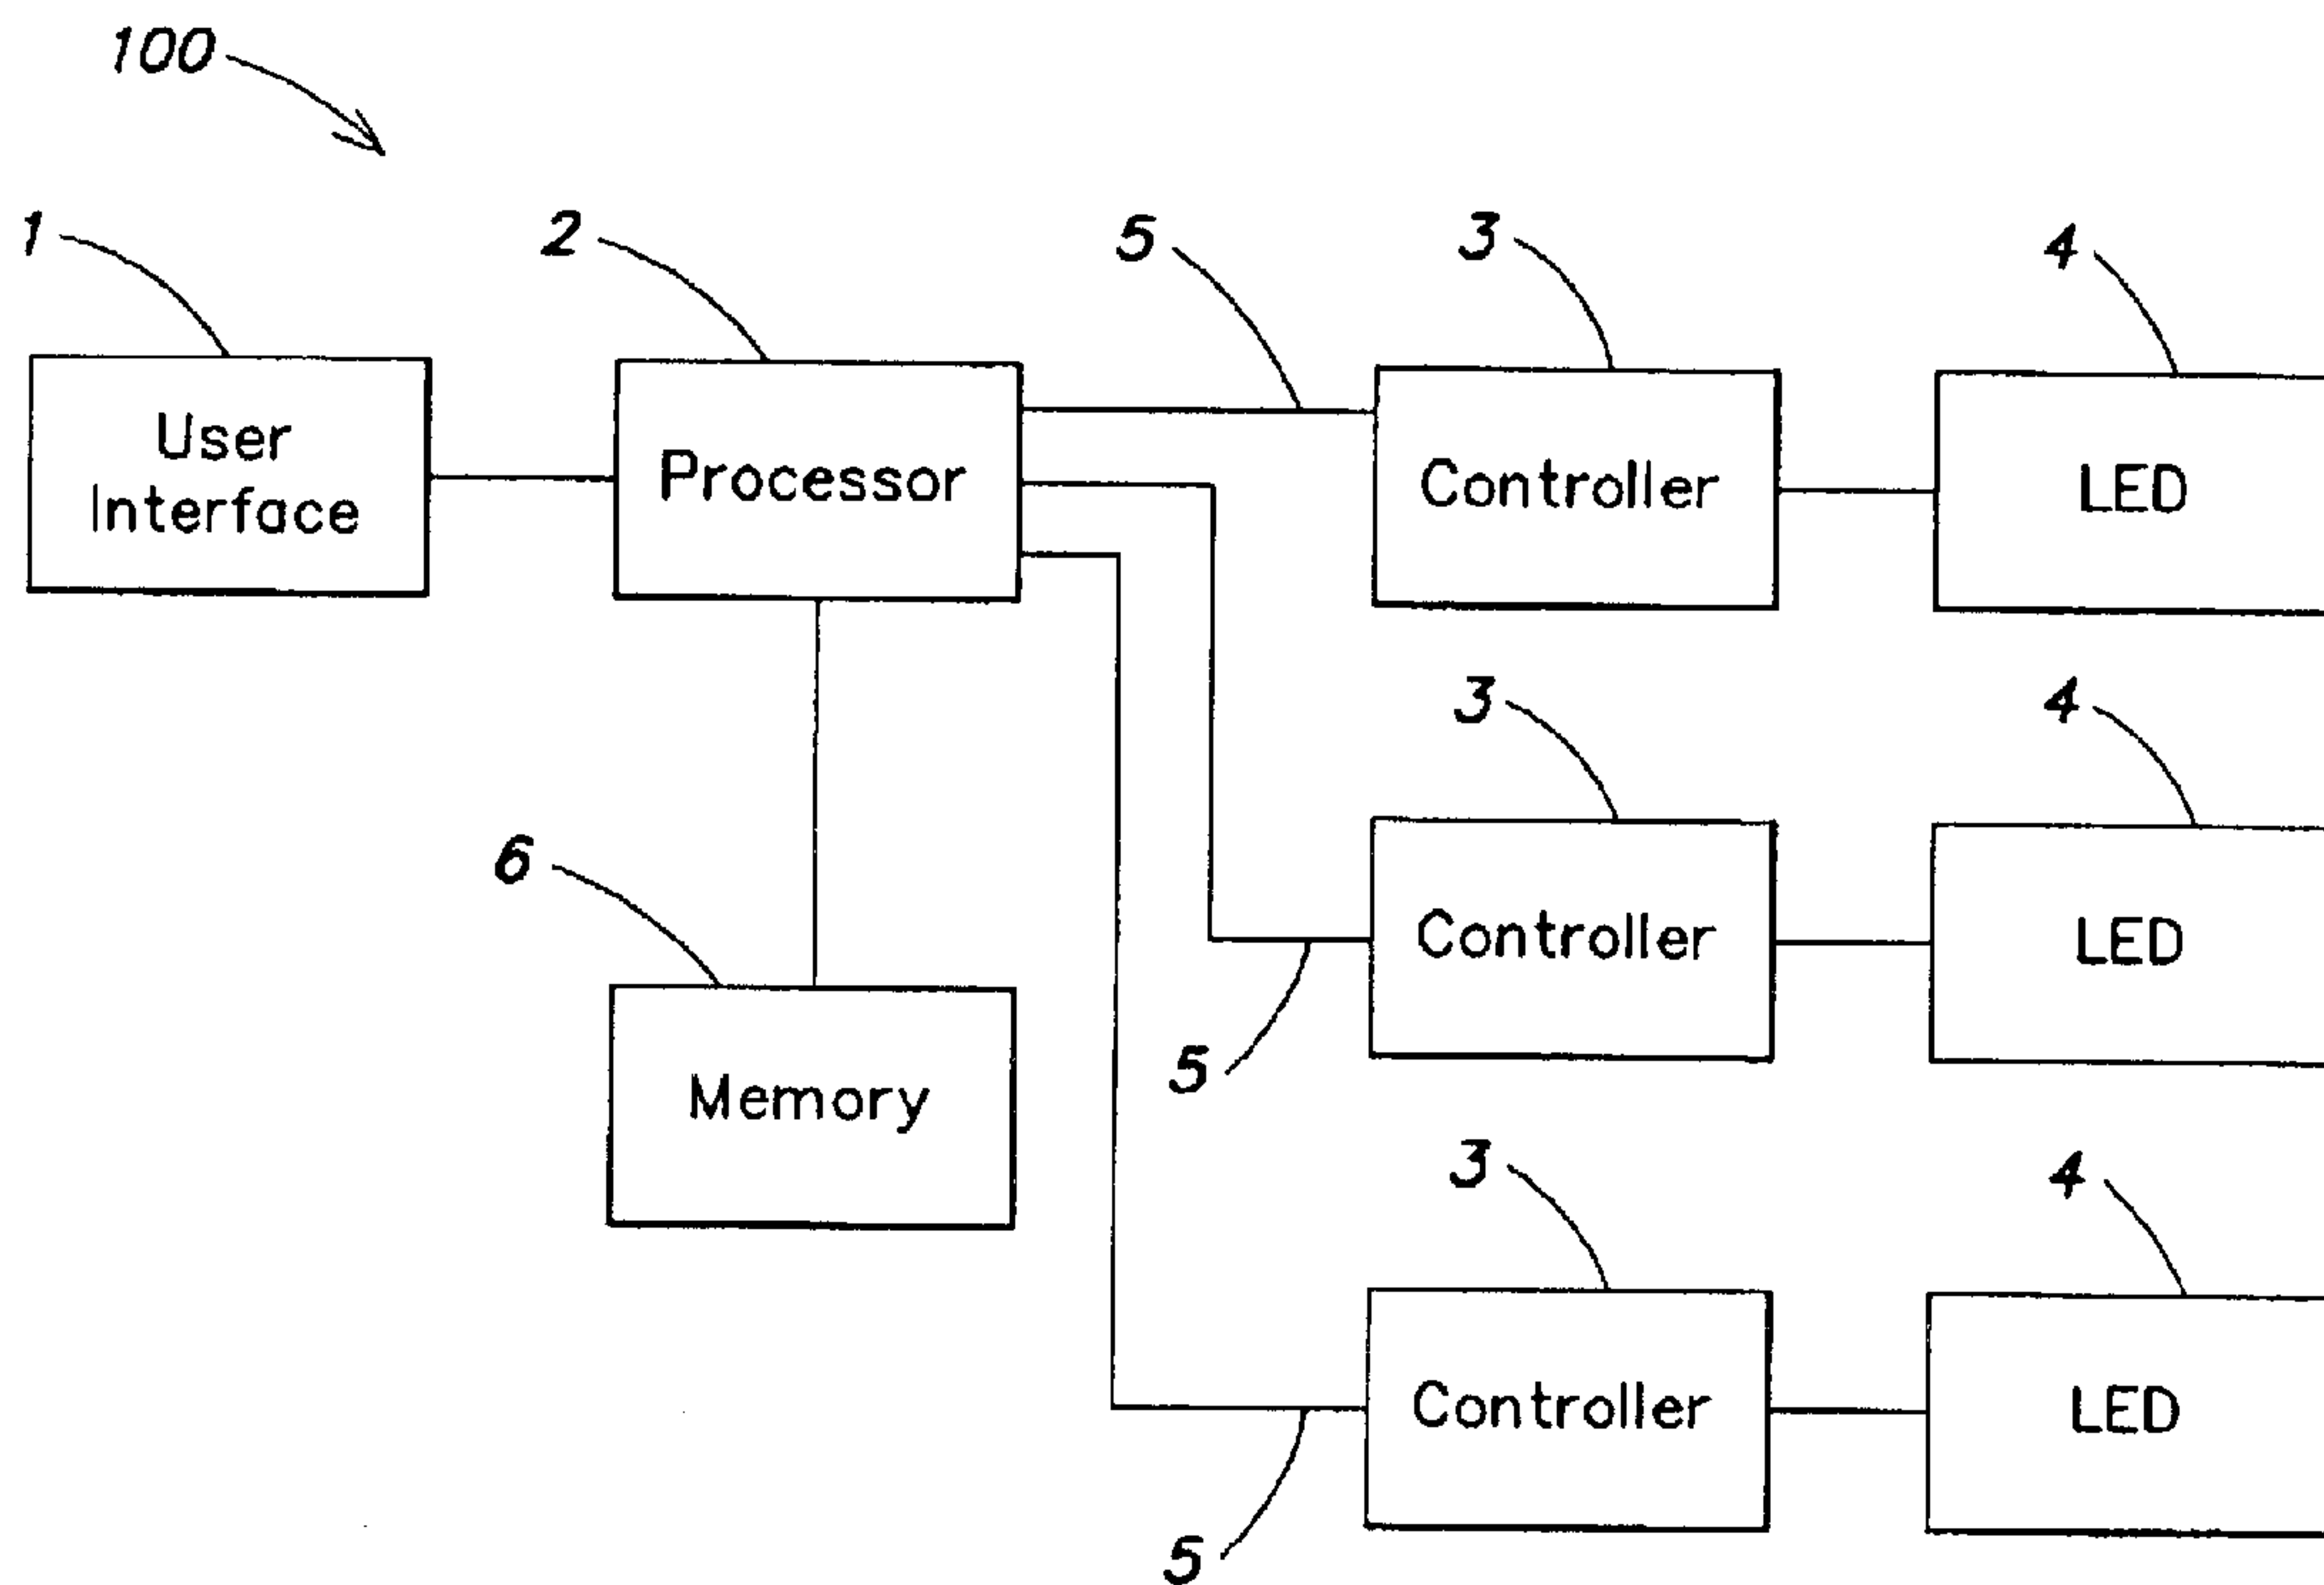 100
1
2
5
3
4
User
Interface
Processor
Controller
LED
3
4
6
Controller
LED
5
Memory
3
4
Controller
LED
5